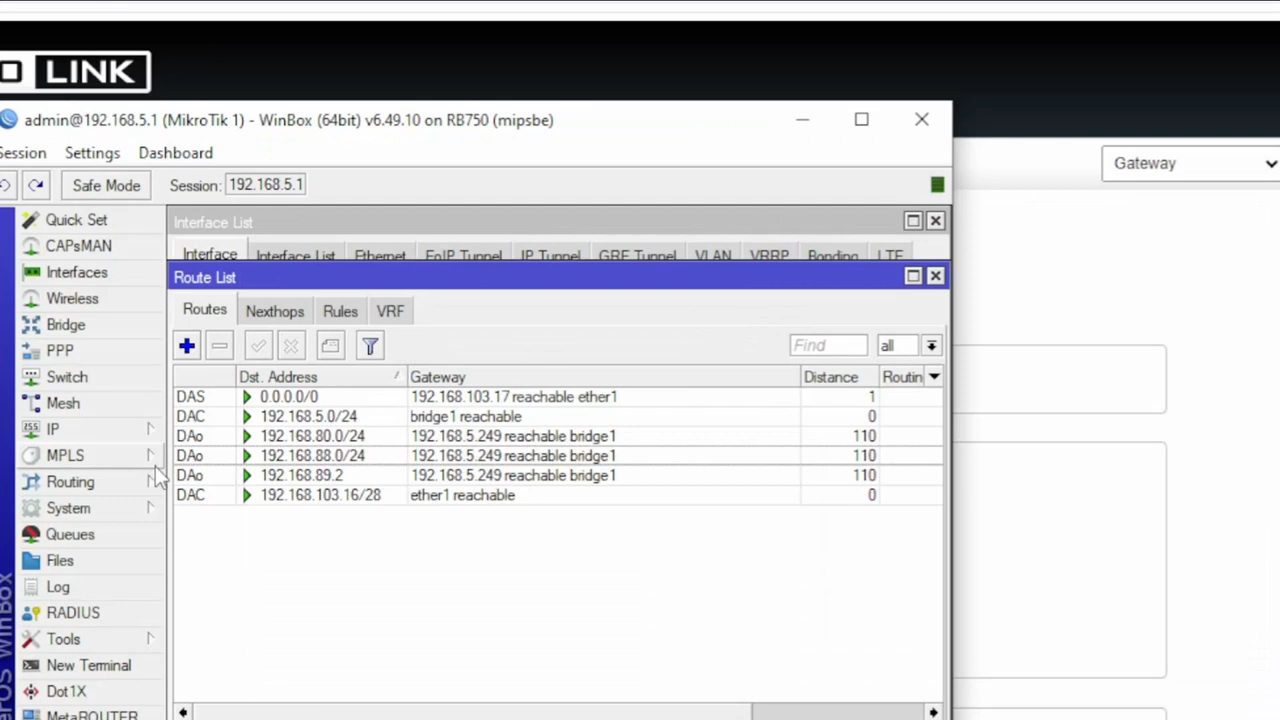 O LINK
admin@192.168.5.1 (MikroTik 1) - WinBox (64bit) v6.49.10 on RB750 (mipsbe)
Session Settings Dashboard
Gateway
Safe Mode Session: 192.168.5.1
Quick Set
CAPsMAN
Interfaces
Wireless
Bridge
PPP
Switch
Mesh
IP
MPLS
Routing
System
Queues
Files
Log
RADIUS
Tools
New Terminal
Dot1X
MetaROUTER
Interface List
Interface Interface List Ethernet EoIP Tunnel IP Tunnel GRE Tunnel VLAN VRRP Bonding LTE
Route List
Routes Nexthops Rules VRF
Find all
Dst. Address Gateway Distance Routin
DAS 0.0.0.0/0 192.168.103.17 reachable ether1 1
DAC 192.168.5.0/24 bridge1 reachable 0
DAo 192.168.80.0/24 192.168.5.249 reachable bridge1 110
DAo 192.168.88.0/24 192.168.5.249 reachable bridge1 110
DAo 192.168.89.2 192.168.5.249 reachable bridge1 110
DAC 192.168.103.16/28 ether1 reachable 0
OS WinBox